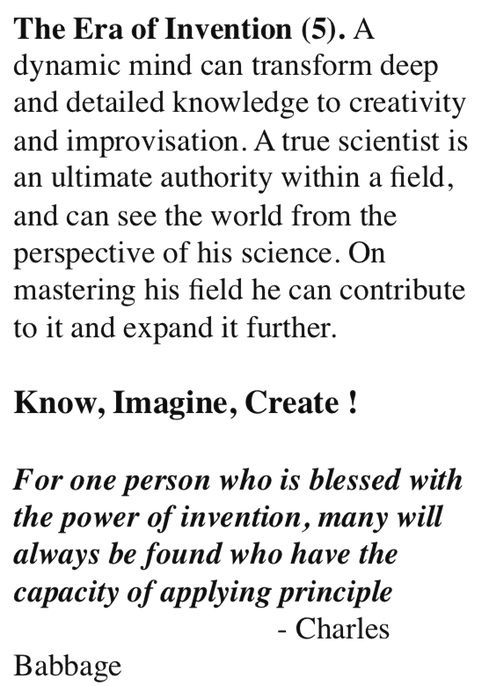 The Era of Invention (5). A
dynamic mind can transform deep
and detailed knowledge to creativity
and improvisation. A true scientist is
an ultimate authority within a field,
and can see the world from the
perspective of his science. On
mastering his field he can contribute
to it and expand it further.
Know, Imagine, Create !
For one person who is blessed with
the power of invention, many will
always be found who have the
capacity of applying principle
- Charles
Babbage